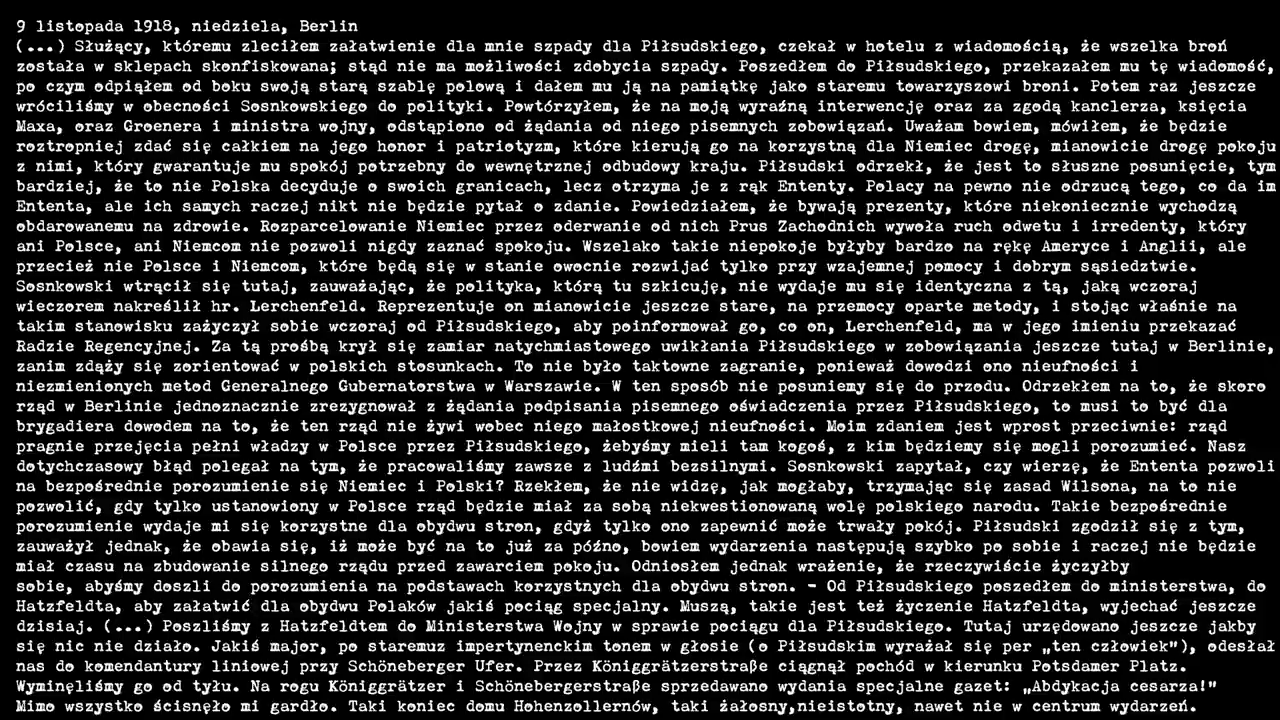 9 listopada 1918, niedziela, Berlin
(...) Służący, któremu zleciłem załatwienie dla mnie szpady dla Piłsudskiego, czekał w hotelu z wiadomością, że wszelka broń
została w sklepach skonfiskowana; stąd nie ma możliwości zdobycia szpady. Poszedłem do Piłsudskiego, przekazałem mu tę wiadomość,
po czym odpiąłem od boku swoją starą szablę polową i dałem mu ją na pamiątkę jako staremu towarzyszowi broni. Potem raz jeszcze
wróciliśmy w obecności Sosnkowskiego do polityki. Powtórzyłem, że na moją wyraźną interwencję oraz za zgodą kanclerza, księcia
Maxa, oraz Groenera i ministra wojny, odstąpiono od żądania od niego pisemnych zobowiązań. Uważam bowiem, mówiłem, że będzie
roztropniej zdać się całkiem na jego honor i patriotyzm, które kierują go na korzystną dla Niemiec drogę, mianowicie drogę pokoju
z nimi, który gwarantuje mu spokój potrzebny do wewnętrznej odbudowy kraju. Piłsudski odrzekł, że jest to słuszne posunięcie, tym
bardziej, że to nie Polska decyduje o swoich granicach, lecz otrzyma je z rąk Ententy. Polacy na pewno nie odrzucą tego, co da im
Ententa, ale ich samych raczej nikt nie będzie pytał o zdanie. Powiedziałem, że bywają prezenty, które niekoniecznie wychodzą
obdarowanemu na zdrowie. Rozparcelowanie Niemiec przez oderwanie od nich Prus Zachodnich wywoła ruch odwetu i irredenty, który
ani Polsce, ani Niemcom nie pozwoli nigdy zaznać spokoju. Wszelako takie niepokoje byłyby bardzo na rękę Ameryce i Anglii, ale
przecież nie Polsce i Niemcom, które będą się w stanie owocnie rozwijać tylko przy wzajemnej pomocy i dobrym sąsiedztwie.
Sosnkowski wtrącił się tutaj, zauważając, że polityka, którą tu szkicuję, nie wydaje mu się identyczna z tą, jaką wczoraj
wieczorem nakreślił hr. Lerchenfeld. Reprezentuje on mianowicie jeszcze stare, na przemocy oparte metody, i stojąc właśnie na
takim stanowisku zażyczył sobie wczoraj od Piłsudskiego, aby poinformował go, co on, Lerchenfeld, ma w jego imieniu przekazać
Radzie Regencyjnej. Za tą prośbą krył się zamiar natychmiastowego uwikłania Piłsudskiego w zobowiązania jeszcze tutaj w Berlinie,
zanim zdąży się zorientować w polskich stosunkach. To nie było taktowne zagranie, ponieważ dowodzi ono nieufności i
niezmienionych metod Generalnego Gubernatorstwa w Warszawie. W ten sposób nie posuniemy się do przodu. Odrzekłem na to, że skoro
rząd w Berlinie jednoznacznie zrezygnował z żądania podpisania pisemnego oświadczenia przez Piłsudskiego, to musi to być dla
brygadiera dowodem na to, że ten rząd nie żywi wobec niego małostkowej nieufności. Moim zdaniem jest wprost przeciwnie: rząd
pragnie przejęcia pełni władzy w Polsce przez Piłsudskiego, żebyśmy mieli tam kogoś, z kim będziemy się mogli porozumieć. Nasz
dotychczasowy błąd polegał na tym, że pracowaliśmy zawsze z ludźmi bezsilnymi. Sosnkowski zapytał, czy wierzę, że Ententa pozwoli
na bezpośrednie porozumienie się Niemiec i Polski? Rzekłem, że nie widzę, jak mogłaby, trzymając się zasad Wilsona, na to nie
pozwolić, gdy tylko ustanowiony w Polsce rząd będzie miał za sobą niekwestionowaną wolę polskiego narodu. Takie bezpośrednie
porozumienie wydaje mi się korzystne dla obydwu stron, gdyż tylko ono zapewnić może trwały pokój. Piłsudski zgodził się z tym,
zauważył jednak, że obawia się, iż może być na to już za późno, bowiem wydarzenia następują szybko po sobie i raczej nie będzie
miał czasu na zbudowanie silnego rządu przed zawarciem pokoju. Odniosłem jednak wrażenie, że rzeczywiście życzyłby
sobie, abyśmy doszli do porozumienia na podstawach korzystnych dla obydwu stron. – Od Piłsudskiego poszedłem do ministerstwa, do
Hatzfeldta, aby załatwić dla obydwu Polaków jakiś pociąg specjalny. Muszą, takie jest też życzenie Hatzfeldta, wyjechać jeszcze
dzisiaj. (...) Poszliśmy z Hatzfeldtem do Ministerstwa Wojny w sprawie pociągu dla Piłsudskiego. Tutaj urzędowano jeszcze jakby
się nic nie działo. Jakiś major, po staremuz impertynenckim tonem w głosie (o Piłsudskim wyrażał się per „ten człowiek"), odesłał
nas do komendantury liniowej przy Schöneberger Ufer. Przez Königgrätzerstraße ciągnął pochód w kierunku Potsdamer Platz.
Wyminęliśmy go od tyłu. Na rogu Königgrätzer i Schönebergerstraße sprzedawano wydania specjalne gazet: „Abdykacja cesarza!"
Mimo wszystko ścisnęło mi gardło. Taki koniec domu Hohenzollernów, taki żałosny,nieistotny, nawet nie w centrum wydarzeń.